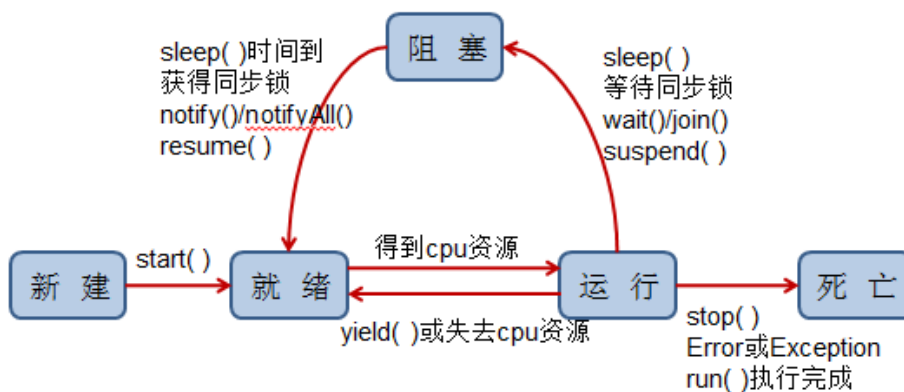 阻 塞
sleep( )时间到
获得同步锁
notify()/notifyAll()
resume( )
sleep( )
等待同步锁
wait()/join()
suspend( )
新 建
start( )
就 绪
得到cpu资源
yield( )或失去cpu资源
运 行
死 亡
stop( )
Error或Exception
run( )执行完成